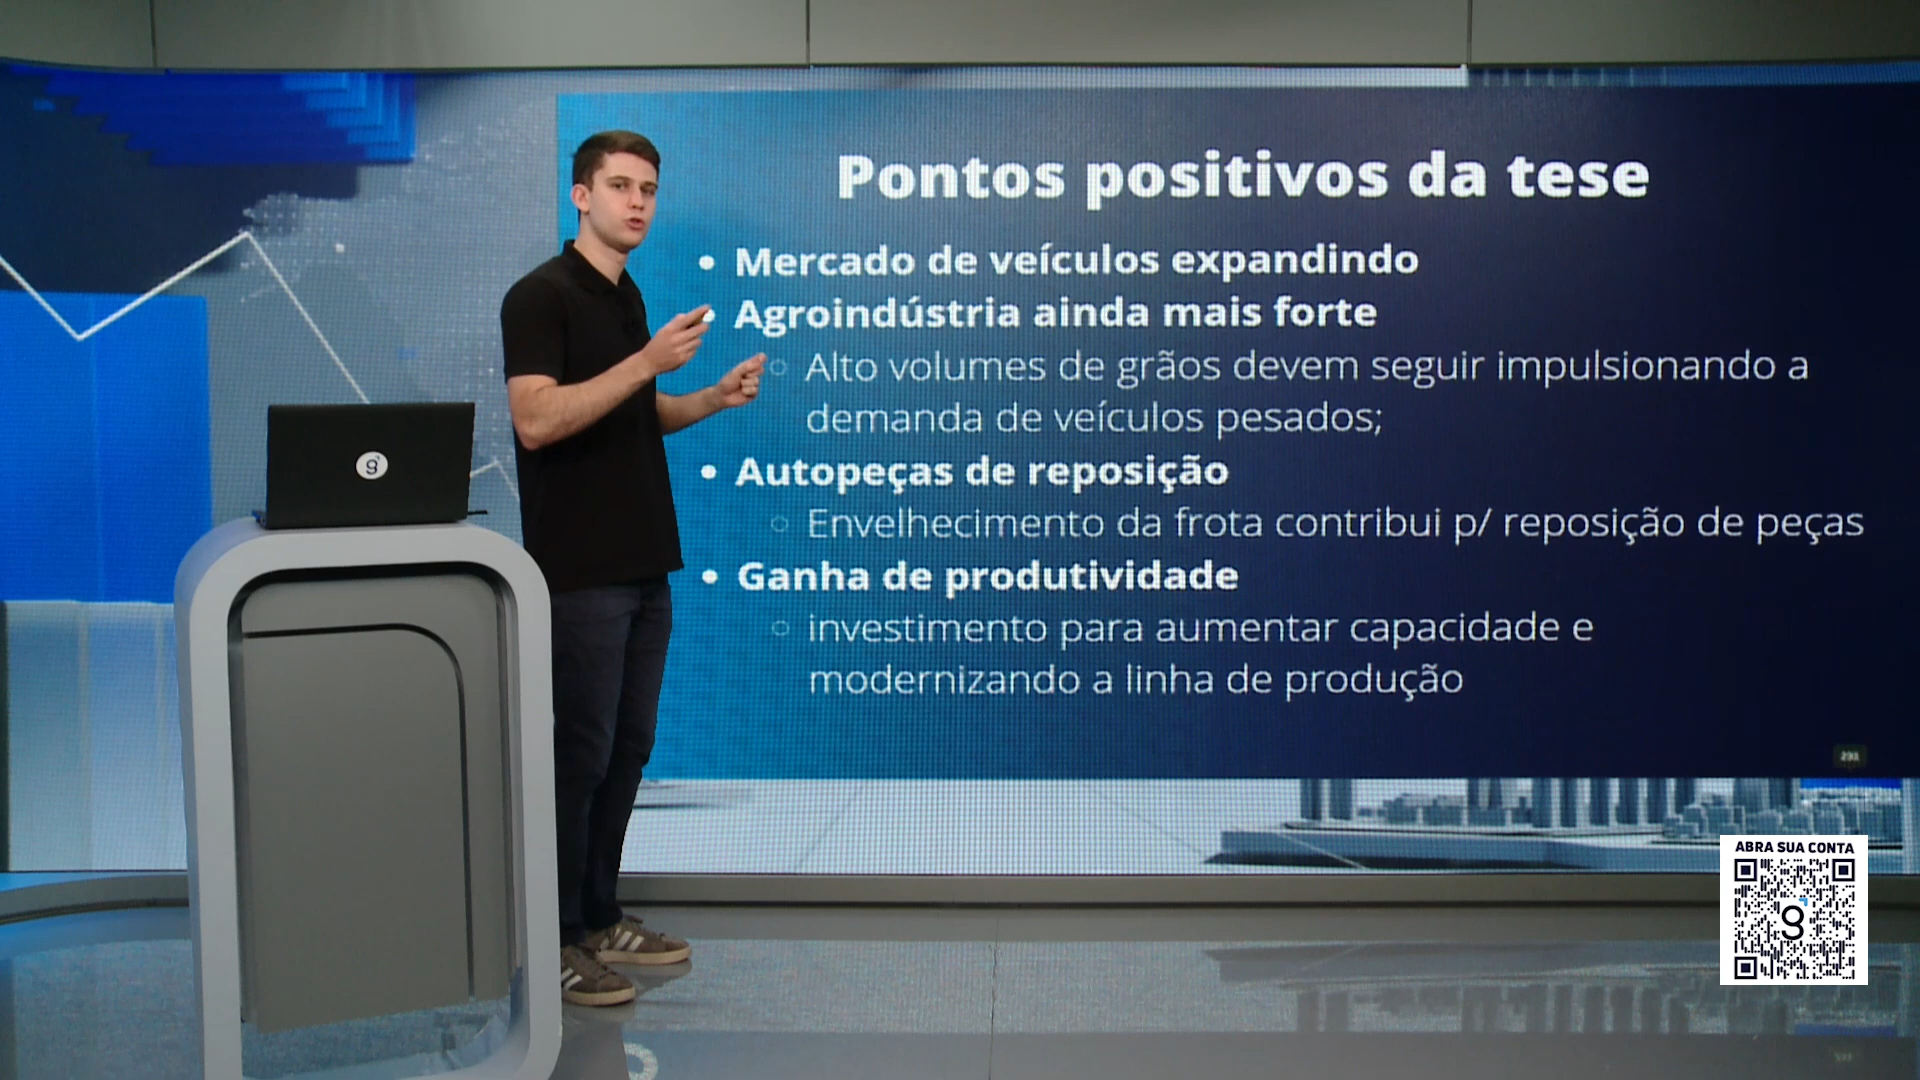 Pontos positivos da tese
Mercado de veículos expandindo
Agroindústria ainda mais forte
Alto volumes de grãos devem seguir impulsionando a
demanda de veículos pesados;
Autopeças de reposição
Envelhecimento da frota contribui p/ reposição de peças
Ganha de produtividade
investimento para aumentar capacidade e
modernizando a linha de produção
231
ABRA SUA CONTA